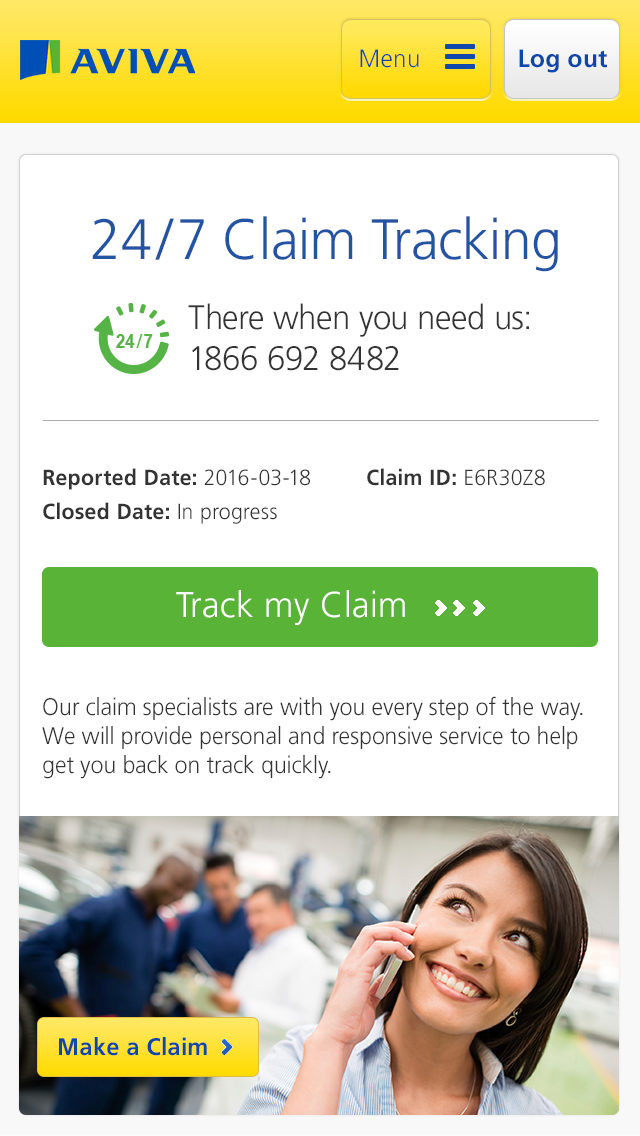 AVIVA
Menu
Log out
24/7 Claim Tracking
24/7
There when you need us:
1866 692 8482
Reported Date: 2016-03-18
Claim ID: E6R30Z8
Closed Date: In progress
Track my Claim
Our claim specialists are with you every step of the way.
We will provide personal and responsive service to help
get you back on track quickly.
Make a Claim